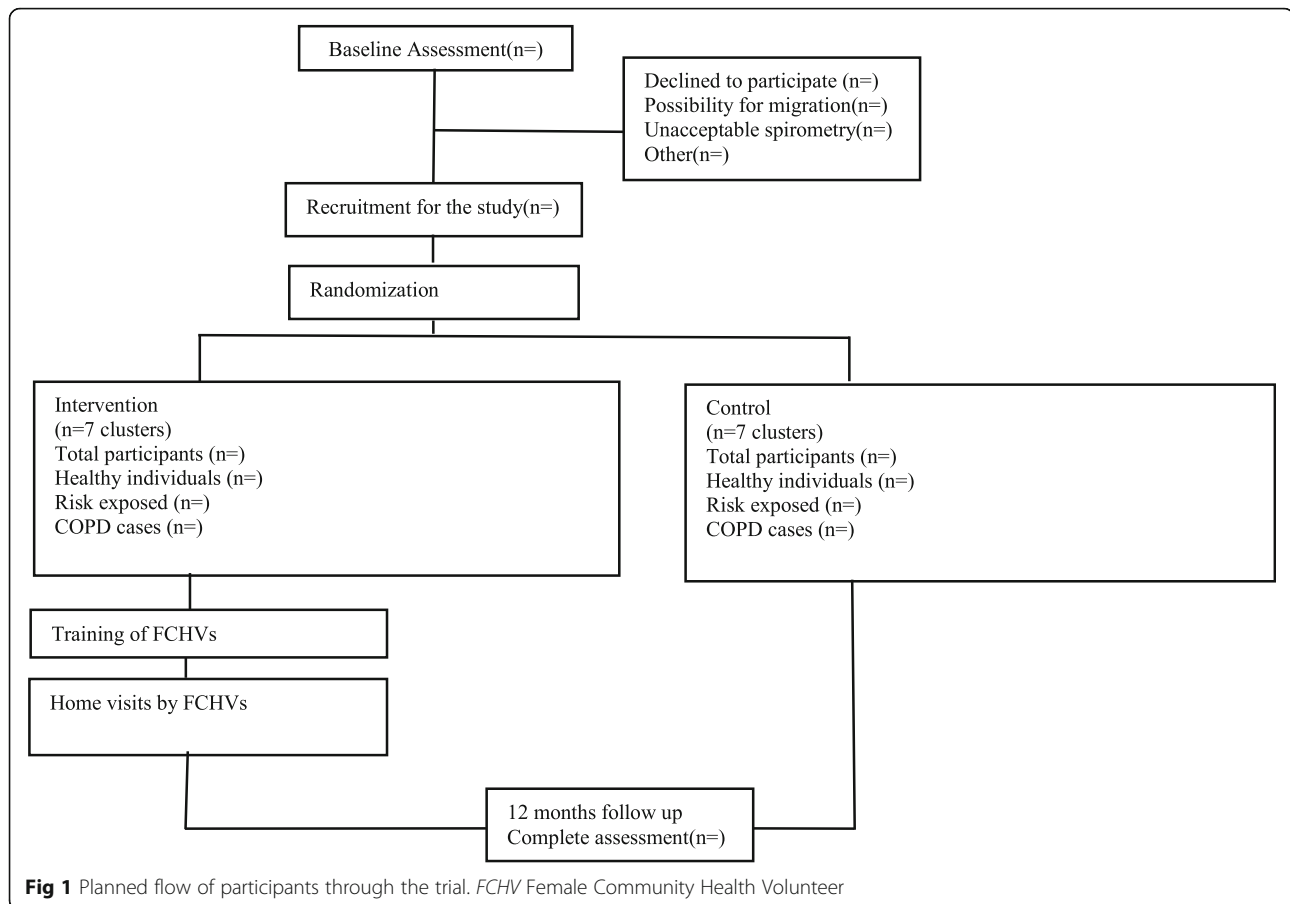 Baseline Assessment(n=)
Declined to participate (n=)
Possibility for migration(n=)
Unacceptable spirometry(n=)
Other(n=)
Recruitment for the study(n=)
Randomization
Intervention
(n=7 clusters)
Total participants (n=)
Healthy individuals (n=)
Risk exposed (n=)
COPD cases (n=)
Control
(n=7 clusters)
Total participants (n=)
Healthy individuals (n=)
Risk exposed (n=)
COPD cases (n=)
Training of FCHVs
Home visits by FCHVs
12 months follow up
Complete assessment(n=)
Fig 1 Planned flow of participants through the trial. FCHV Female Community Health Volunteer